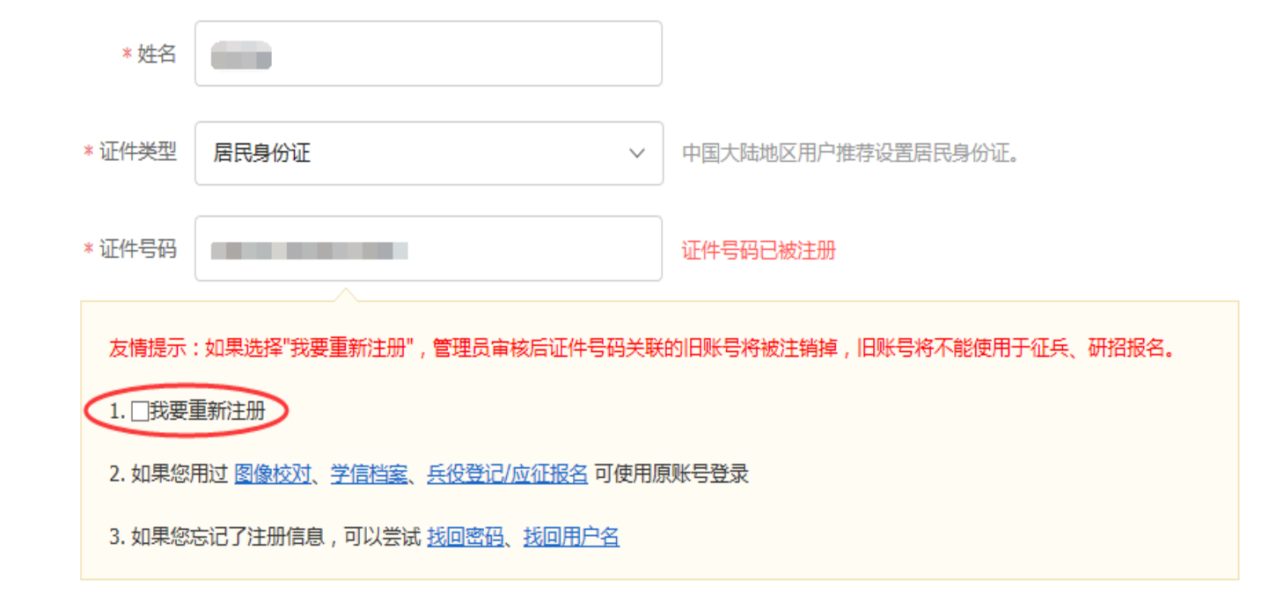 * 姓名
* 证件类型 居民身份证 中国大陆地区用户推荐设置居民身份证。
* 证件号码 证件号码已被注册
友情提示：如果选择"我要重新注册"，管理员审核后证件号码关联的旧账号将被注销掉，旧账号将不能使用于征兵、研招报名。
1. 我要重新注册
2. 如果您用过 图像校对、学信档案、兵役登记/应征报名 可使用原账号登录
3. 如果您忘记了注册信息，可以尝试 找回密码、找回用户名